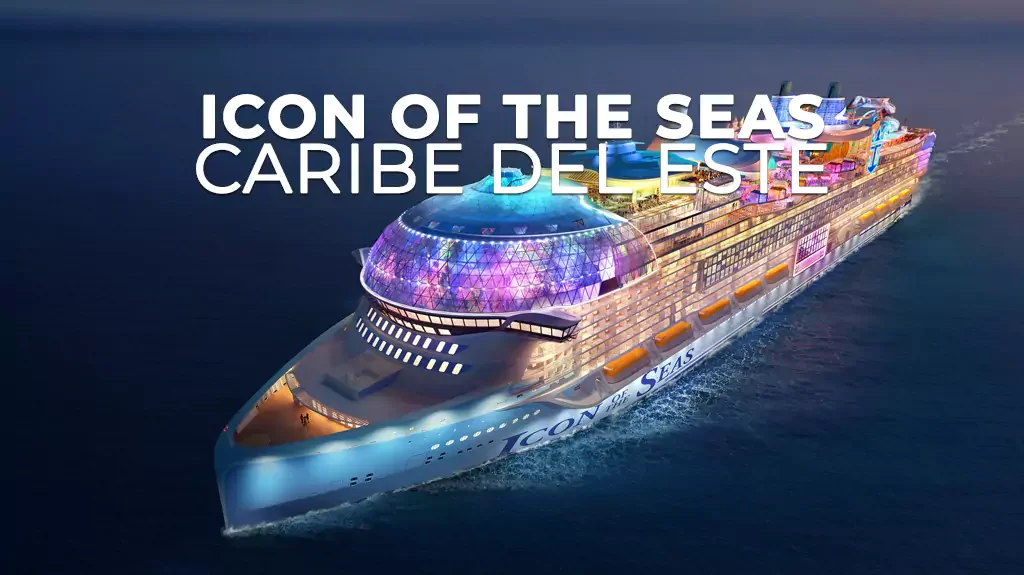 ICON OF THE SEAS
CARIBE DEL ESTE
ICON OF THE SEAS